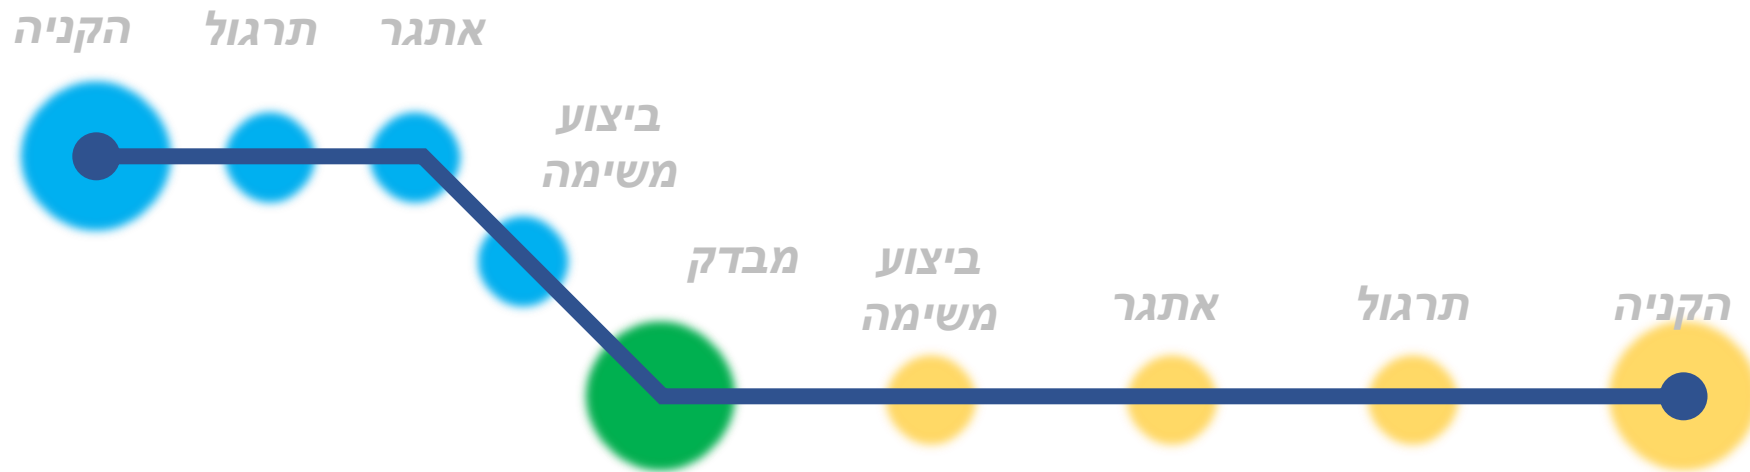 הקניה
תרגול
אתגר
ביצוע
משימה
מבדק
ביצוע
משימה
אתגר
תרגול
הקניה